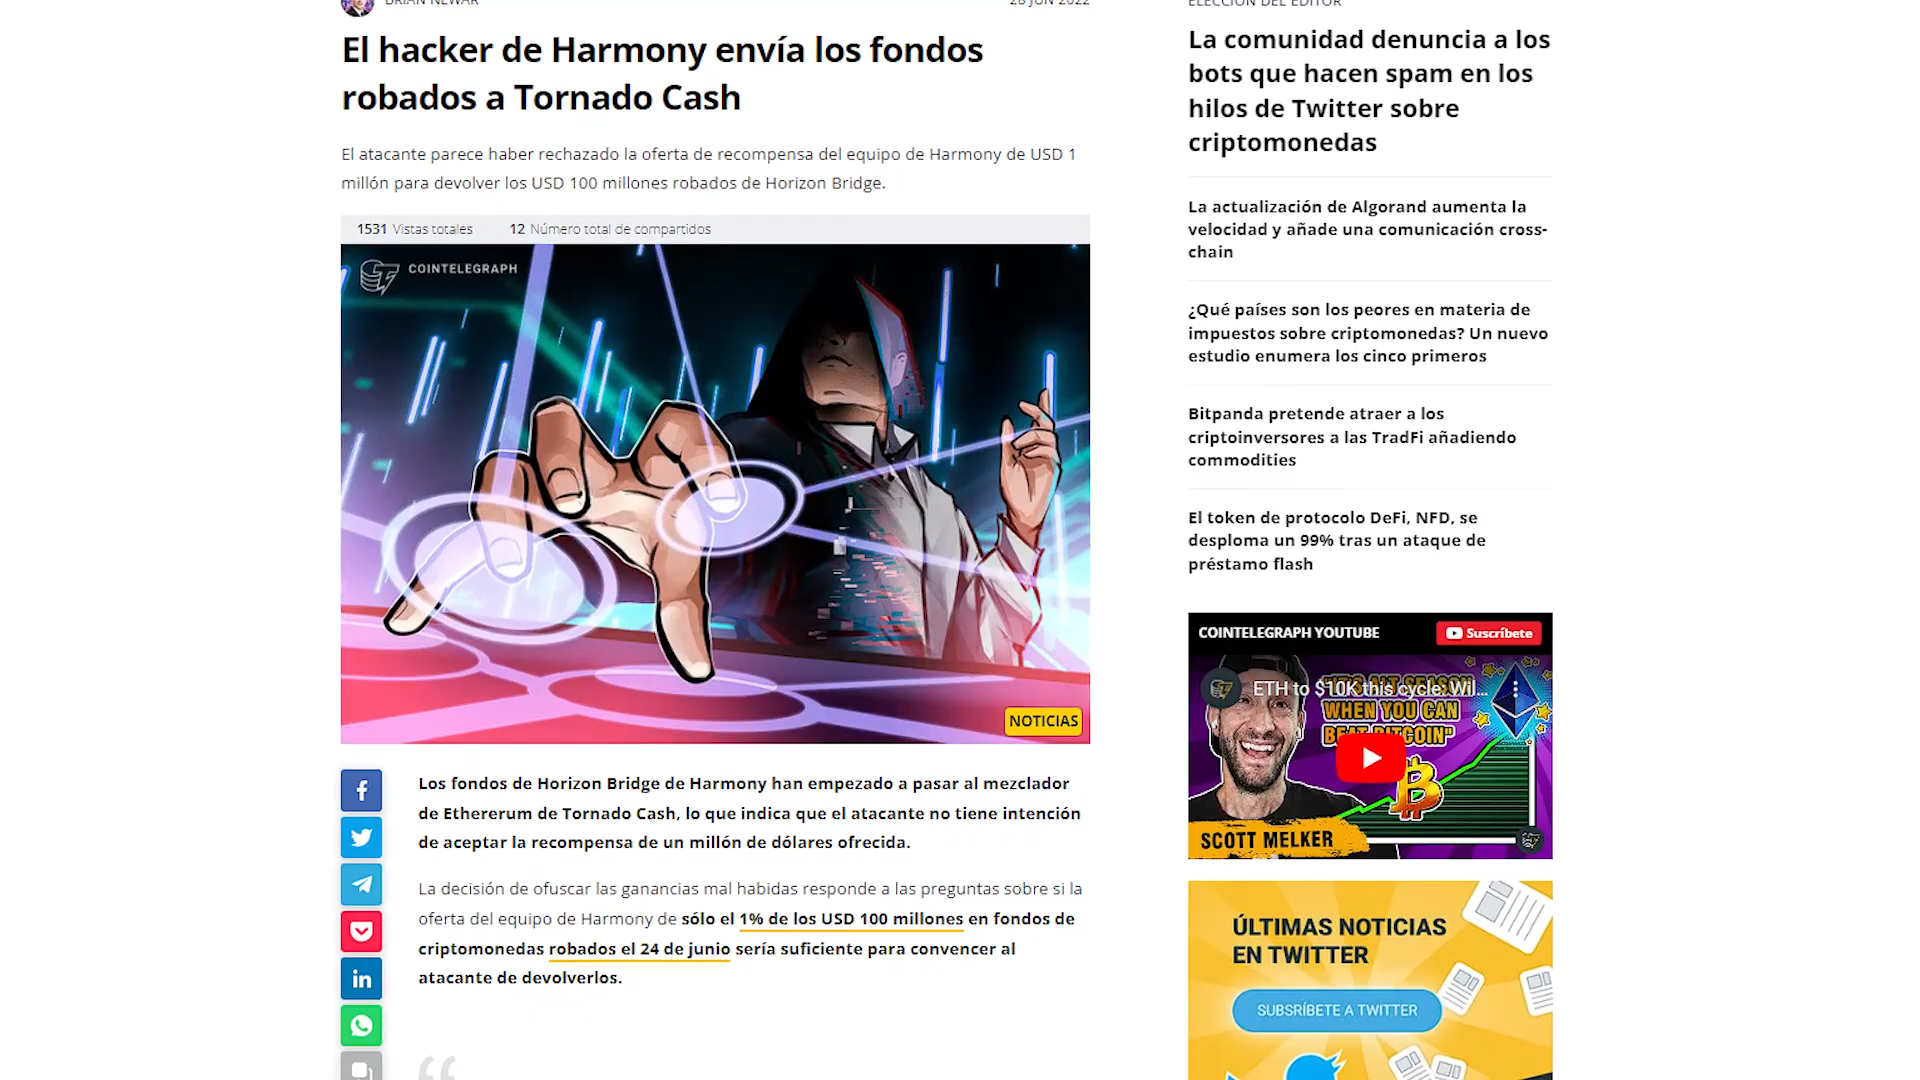 BRIAN NEWAR
28 JUN 2022
El hacker de Harmony envía los fondos
robados a Tornado Cash
El atacante parece haber rechazado la oferta de recompensa del equipo de Harmony de USD 1
millón para devolver los USD 100 millones robados de Horizon Bridge.
1531 Vistas totales 12 Número total de compartidos
COINTELEGRAPH
NOTICIAS
Los fondos de Horizon Bridge de Harmony han empezado a pasar al mezclador
de Ethererum de Tornado Cash, lo que indica que el atacante no tiene intención
de aceptar la recompensa de un millón de dólares ofrecida.
La decisión de ofuscar las ganancias mal habidas responde a las preguntas sobre si la
oferta del equipo de Harmony de sólo el 1% de los USD 100 millones en fondos de
criptomonedas robados el 24 de junio sería suficiente para convencer al
atacante de devolverlos.
ELECCIÓN DEL EDITOR
La comunidad denuncia a los
bots que hacen spam en los
hilos de Twitter sobre
criptomonedas
La actualización de Algorand aumenta la
velocidad y añade una comunicación cross-
chain
¿Qué países son los peores en materia de
impuestos sobre criptomonedas? Un nuevo
estudio enumera los cinco primeros
Bitpanda pretende atraer a los
criptoinversores a las TradFi añadiendo
commodities
El token de protocolo DeFi, NFD, se
desploma un 99% tras un ataque de
préstamo flash
COINTELEGRAPH YOUTUBE
Suscríbete
ETH to $10K this cycle, Wil...
WHEN YOU CAN
BEAT BITCOIN"
SCOTT MELKER
ÚLTIMAS NOTICIAS
EN TWITTER
SUBSRÍBETE A TWITTER